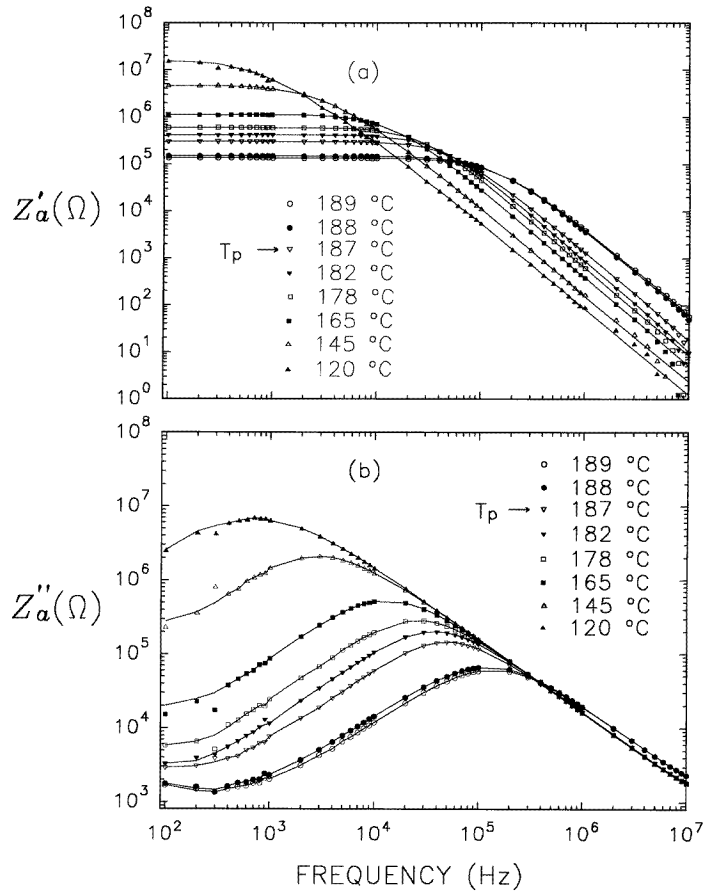 10^8
10^7
10^6
10^5
10^4
10^3
10^2
10^1
10^0
Z'a(Ω)
(a)
189 °C
188 °C
Tp → 187 °C
182 °C
178 °C
165 °C
145 °C
120 °C
10^8
10^7
10^6
10^5
10^4
10^3
Z''a(Ω)
(b)
189 °C
188 °C
Tp → 187 °C
182 °C
178 °C
165 °C
145 °C
120 °C
10^2 10^3 10^4 10^5 10^6 10^7
FREQUENCY (Hz)